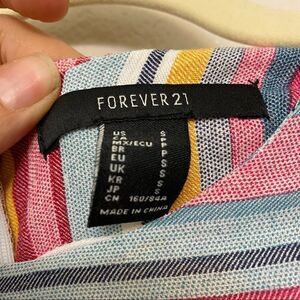 FOREVER 21
US S
CA S
MX/ECU P
BR P
EU S
UK S
KR S
JP S
CN 160/84A
MADE IN CHINA